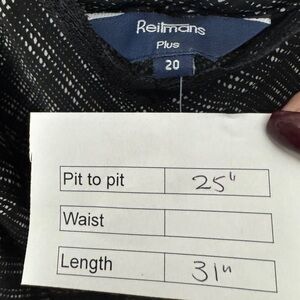 Reitmans
Plus
20
Pit to pit 25"
Waist
Length 31"